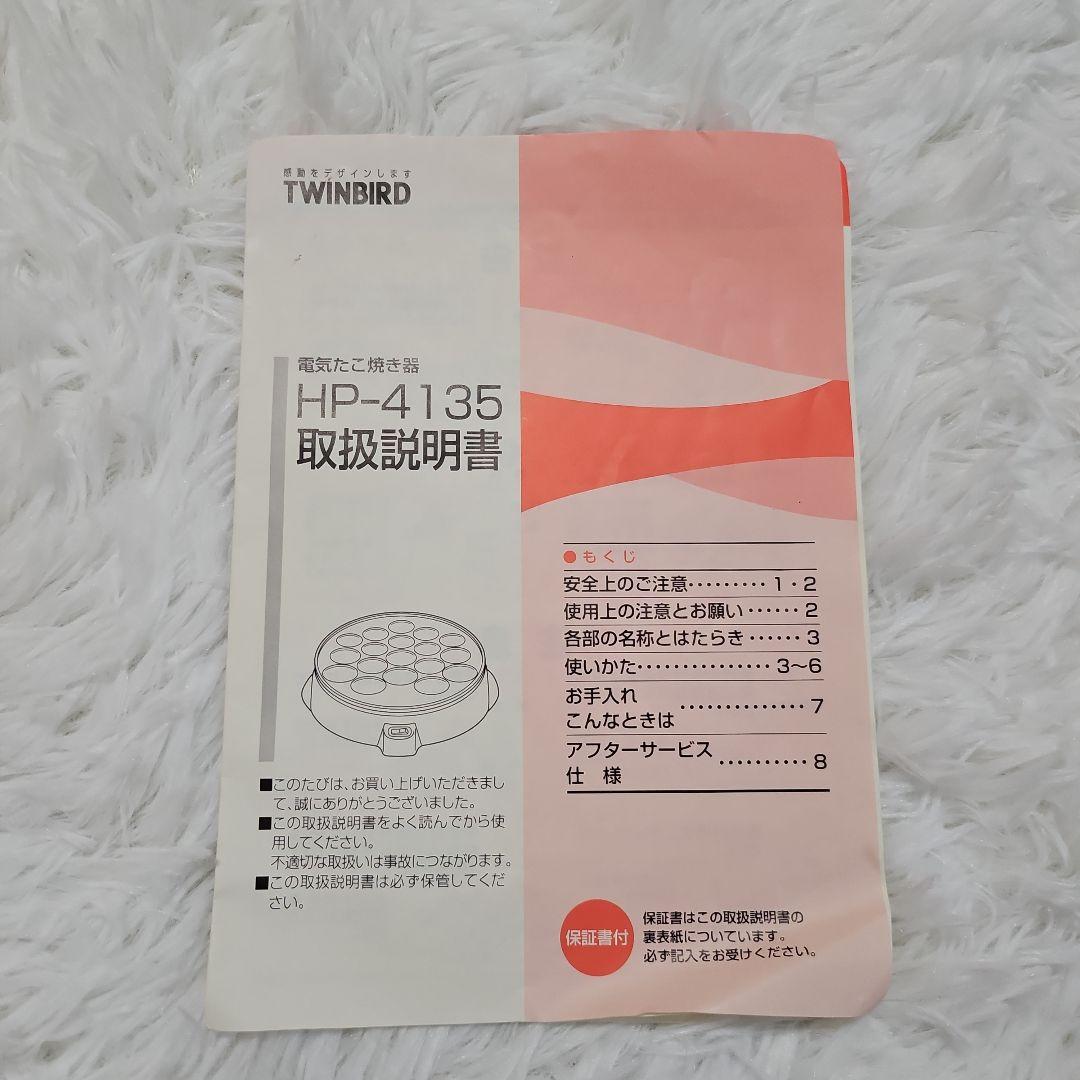 感動をデザインします
TWINBIRD
電気たこ焼き器
HP-4135
取扱説明書
■このたびは、お買い上げいただきまし
て、誠にありがとうございました。
■この取扱説明書をよく読んでから使
用してください。
不適切な取扱いは事故につながります。
■この取扱説明書は必ず保管してくだ
さい。
●もくじ
安全上のご注意・・・・・・・・・1・2
使用上の注意とお願い・・・・・・2
各部の名称とはたらき・・・・・・3
使いかた・・・・・・・・・・・・・・・3〜6
お手入れ
こんなときは・・・・・・・・・・・・・・7
アフターサービス
仕 様・・・・・・・・・・8
保証書付
保証書はこの取扱説明書の
裏表紙についています。
必ず記入をお受けください。